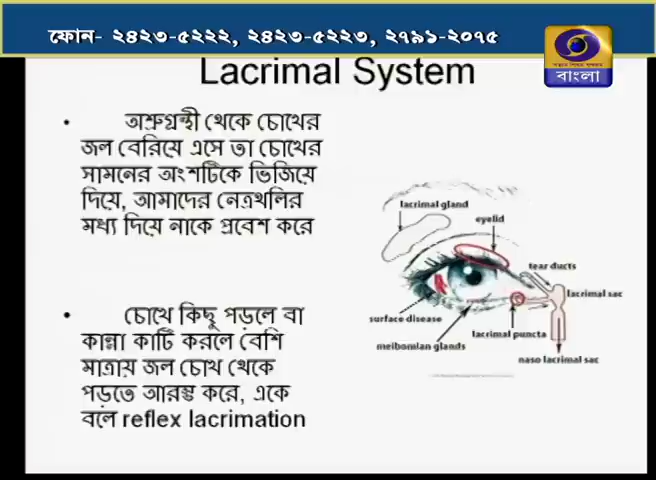 ফোন- ২৪২৩-৫২২২, ২৪২৩-৫২২৩, ২৭৯১-২০৭৫
বাংলা
Lacrimal System
• অশ্রুগ্রন্থী থেকে চোখের
জল বেরিয়ে এসে তা চোখের
সামনের অংশটিকে ভিজিয়ে
দিয়ে, আমাদের নেত্রথলির
মধ্য দিয়ে নাকে প্রবেশ করে
• চোখে কিছু পড়লে বা
কান্না কাটি করলে বেশি
মাত্রায় জল চোখ থেকে
পড়তে আরম্ভ করে, একে
বলে reflex lacrimation
lacrimal gland
eyelid
tear ducts
lacrimal sac
surface disease
lacrimal puncta
meibomian glands
naso lacrimal sac